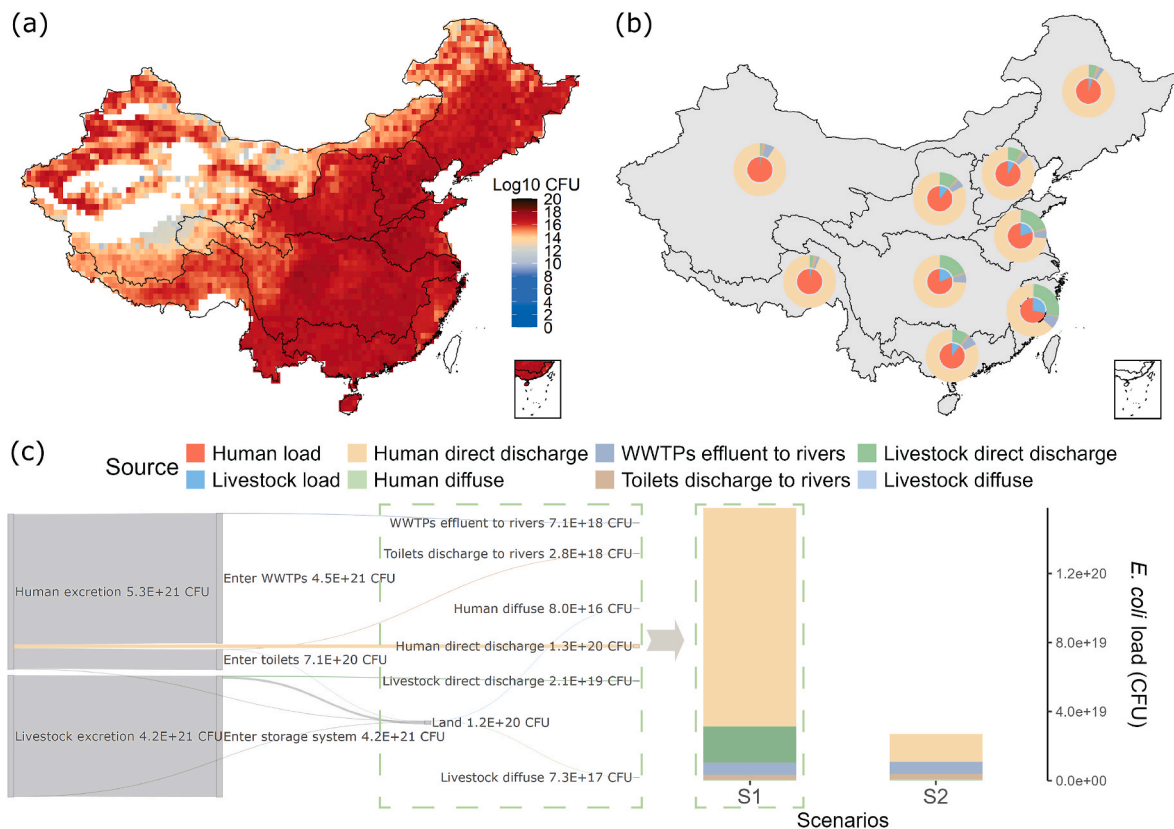 (a)
(b)
Log10 CFU
20
18
16
14
12
10
8
6
4
2
0
(c)
Source
Human load
Human direct discharge
WWTPs effluent to rivers
Livestock direct discharge
Livestock load
Human diffuse
Toilets discharge to rivers
Livestock diffuse
WWTPs effluent to rivers 7.1E+18 CFU
Toilets discharge to rivers 2.8E+18 CFU
Enter WWTPs 4.5E+21 CFU
Human excretion 5.3E+21 CFU
Human diffuse 8.0E+16 CFU
Human direct discharge 1.3E+20 CFU
Enter toilets 7.1E+20 CFU
Livestock direct discharge 2.1E+19 CFU
Land 1.2E+20 CFU
Livestock excretion 4.2E+21 CFU
Enter storage system 4.2E+21 CFU
Livestock diffuse 7.3E+17 CFU
1.2e+20
8.0e+19
4.0e+19
0.0e+00
E. coli load (CFU)
S1
S2
Scenarios